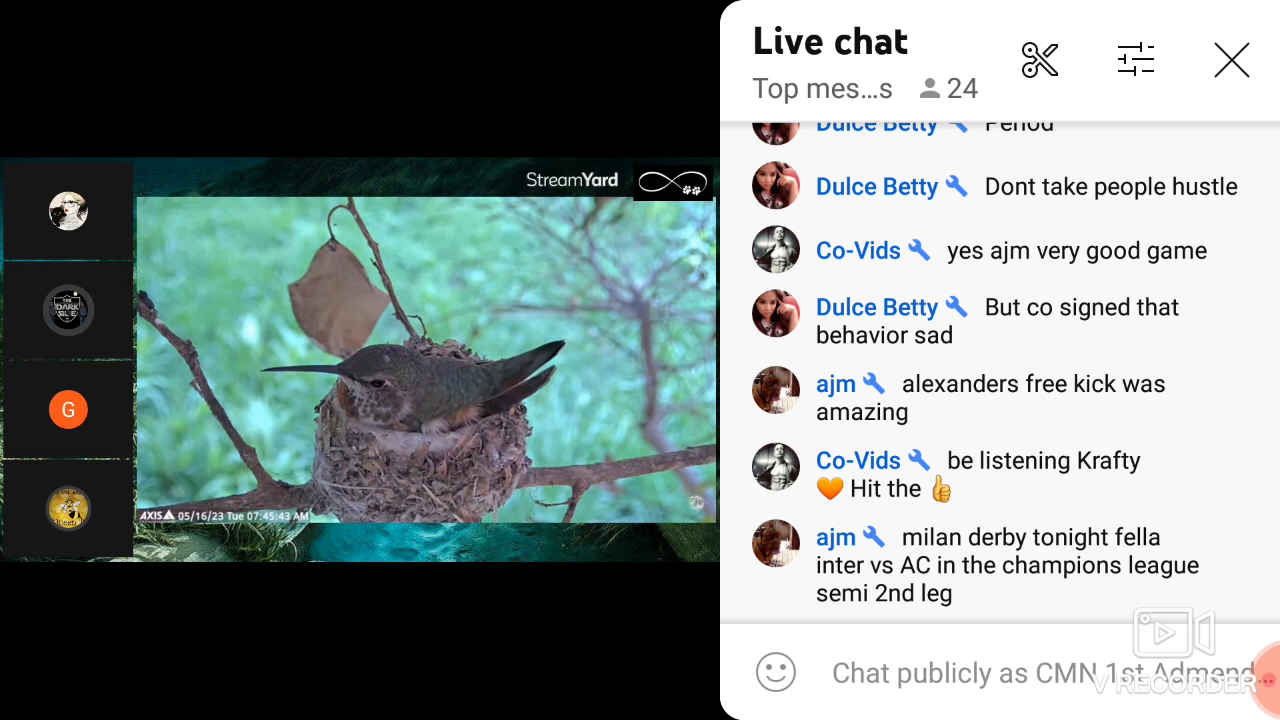 Live chat
Top mes...s 24
Dulce Betty Period
Dulce Betty Dont take people hustle
Co-Vids yes ajm very good game
Dulce Betty But co signed that
behavior sad
ajm alexanders free kick was
amazing
Co-Vids be listening Krafty
🧡 Hit the 👍
ajm milan derby tonight fella
inter vs AC in the champions league
semi 2nd leg
Chat publicly as CMN 1st Admend...
V RECORDER
StreamYard
THE
DARK
G
QUEEN
AXIS 05/16/23 Tue 07:45:43 AM